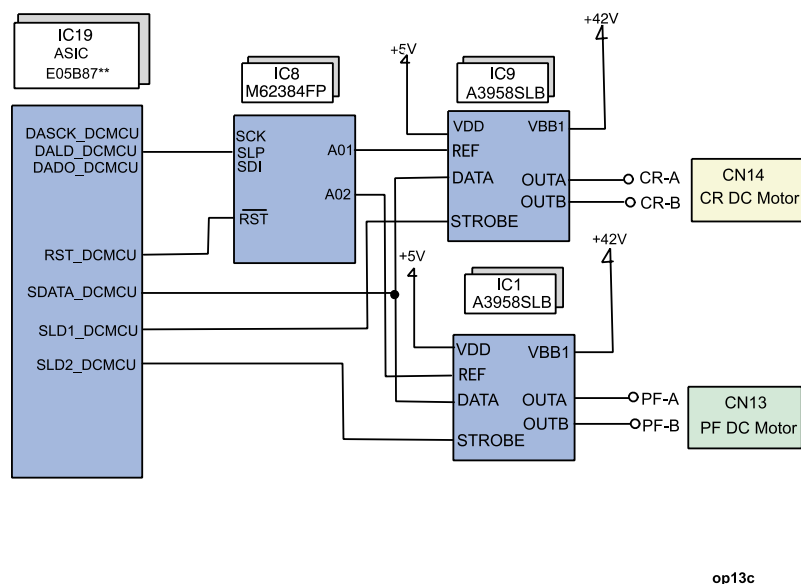 IC19
ASIC
E05B87**
DASCK_DCMCU
DALD_DCMCU
DADO_DCMCU
RST_DCMCU
SDATA_DCMCU
SLD1_DCMCU
SLD2_DCMCU
IC8
M62384FP
SCK
SLP
SDI
RST
A01
A02
+5V
+42V
IC9
A3958SLB
VDD
VBB1
REF
DATA
STROBE
OUTA
OUTB
CR-A
CR-B
CN14
CR DC Motor
+5V
+42V
IC1
A3958SLB
VDD
VBB1
REF
DATA
STROBE
OUTA
OUTB
PF-A
PF-B
CN13
PF DC Motor
op13c